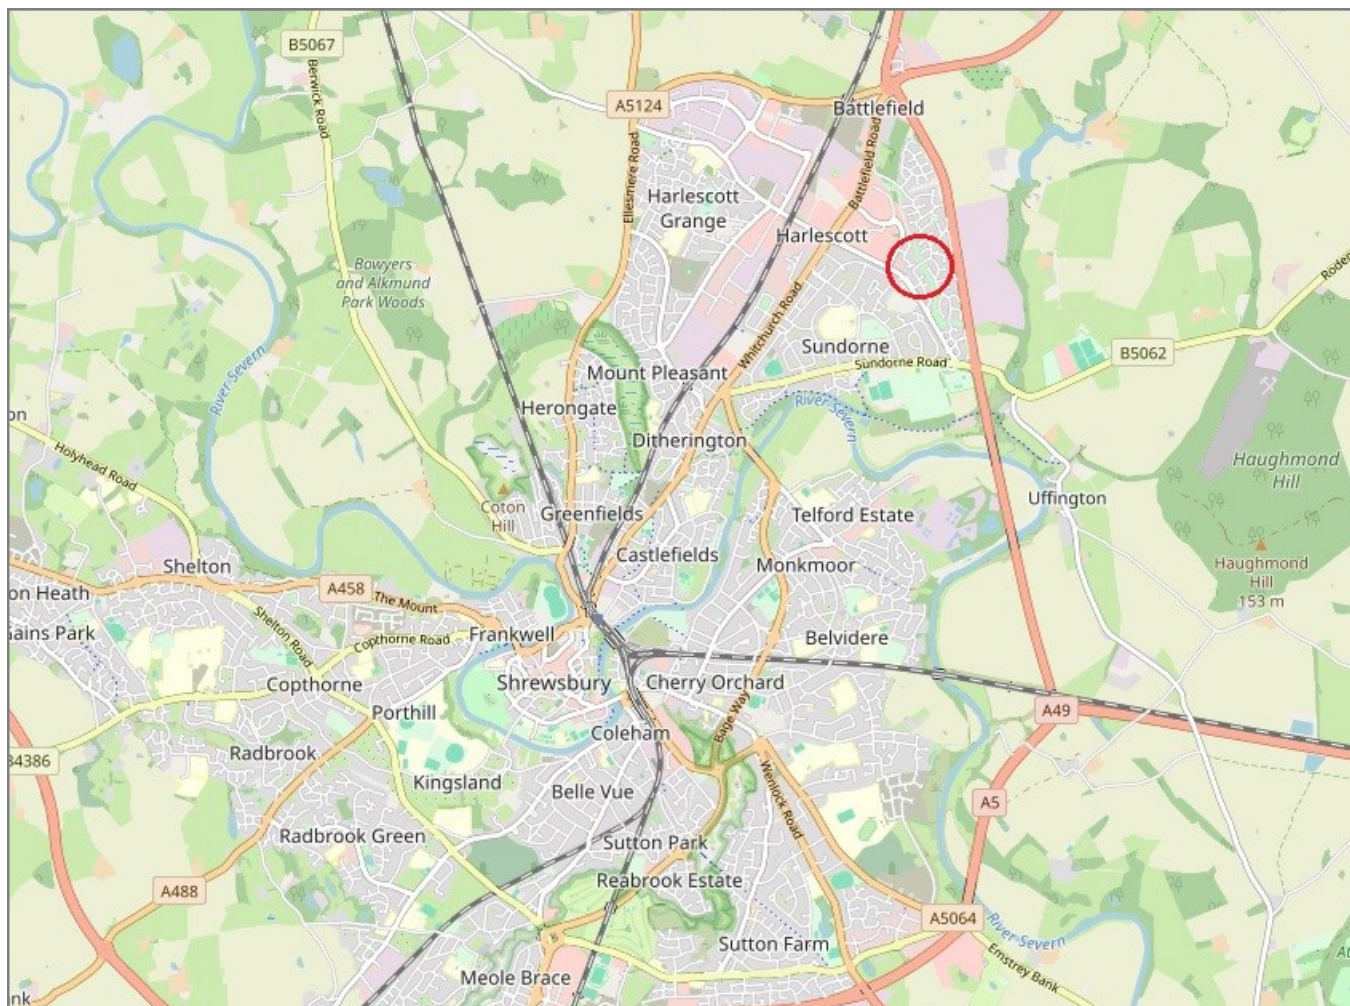 B5067
Berwick Road
A5124
Battlefield
Ellesmere Road
Battlefield Road
Harlescott
Grange
Harlescott
Bowyers
and Alkmund
Park Woods
Whitchurch Road
River Severn
Sundorne
B5062
Sundorne Road
Mount Pleasant
Herongate
River Severn
Ditherington
Holyhead Road
Haughmond
Hill
Uffington
Coton
Hill
Greenfields
Telford Estate
Castlefields
Monkmoor
Shelton
Haughmond
Hill
153 m
A458
The Mount
on Heath
Shelton Road
Copthorne Road
Frankwell
Gains Park
Belvidere
Copthorne
Shrewsbury
Cherry Orchard
Porthill
A49
Bage Way
Coleham
Radbrook
Kingsland
Belle Vue
Wenlock Road
A5
Radbrook Green
Sutton Park
Reabrook Estate
A488
A5064
River Severn
Sutton Farm
Emstrey Bank
Meole Brace